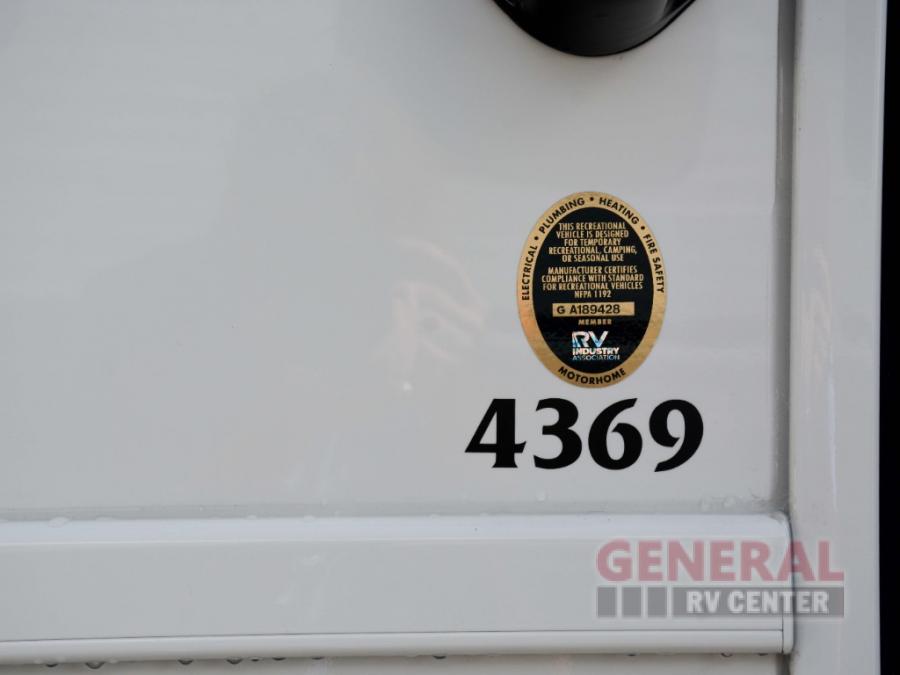 ELECTRICAL • PLUMBING • HEATING • FIRE SAFETY
THIS RECREATIONAL
VEHICLE IS DESIGNED
FOR TEMPORARY
RECREATIONAL, CAMPING,
OR SEASONAL USE
MANUFACTURER CERTIFIES
COMPLIANCE WITH STANDARD
FOR RECREATIONAL VEHICLES
NFPA 1192
G A189428
MEMBER
RV
INDUSTRY
ASSOCIATION
MOTORHOME
4369
GENERAL
RV CENTER